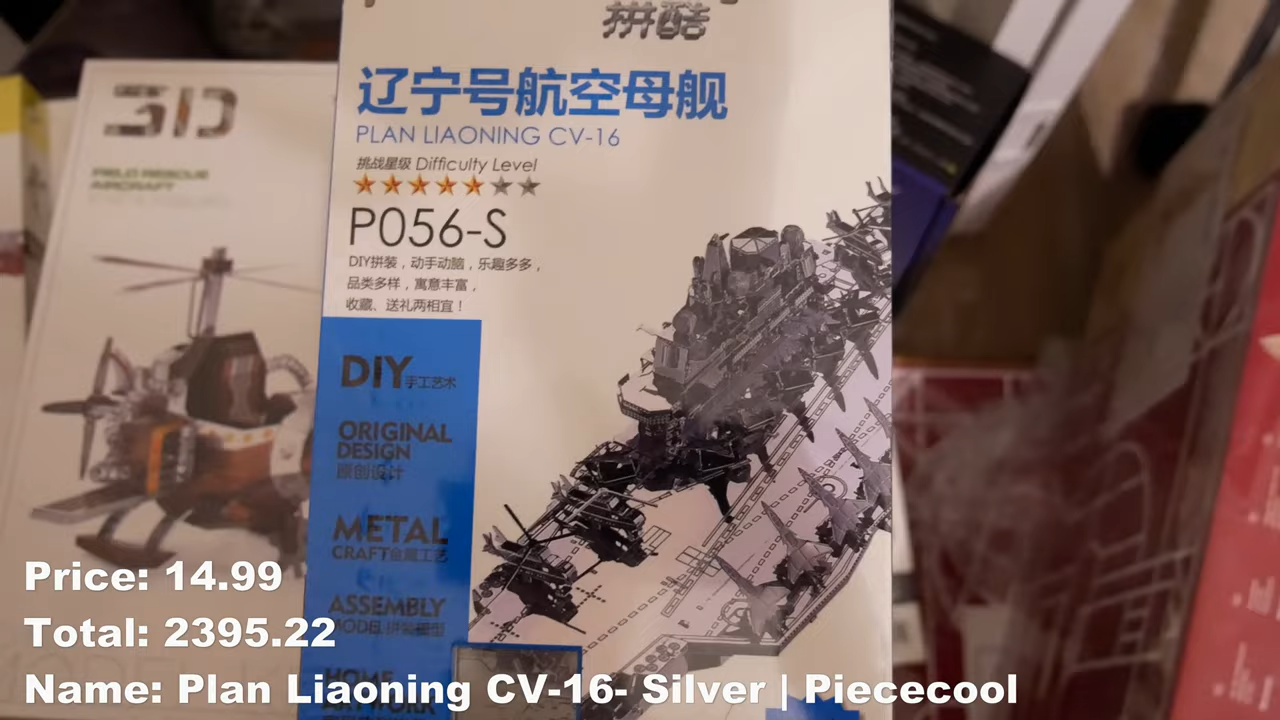 拼酷
辽宁号航空母舰
PLAN LIAONING CV-16
挑战星级 Difficulty Level
P056-S
DIY拼装，动手动脑，乐趣多多，
品类多样，寓意丰富，
收藏、送礼两相宜！
3D
FIELD RESCUE
AIRCRAFT
DIY手工艺术
ORIGINAL
DESIGN
原创设计
METAL
CRAFT金属工艺
ASSEMBLY
MODEL拼装模型
HOME
ARTWORK
Price: 14.99
Total: 2395.22
Name: Plan Liaoning CV-16- Silver | Piececool